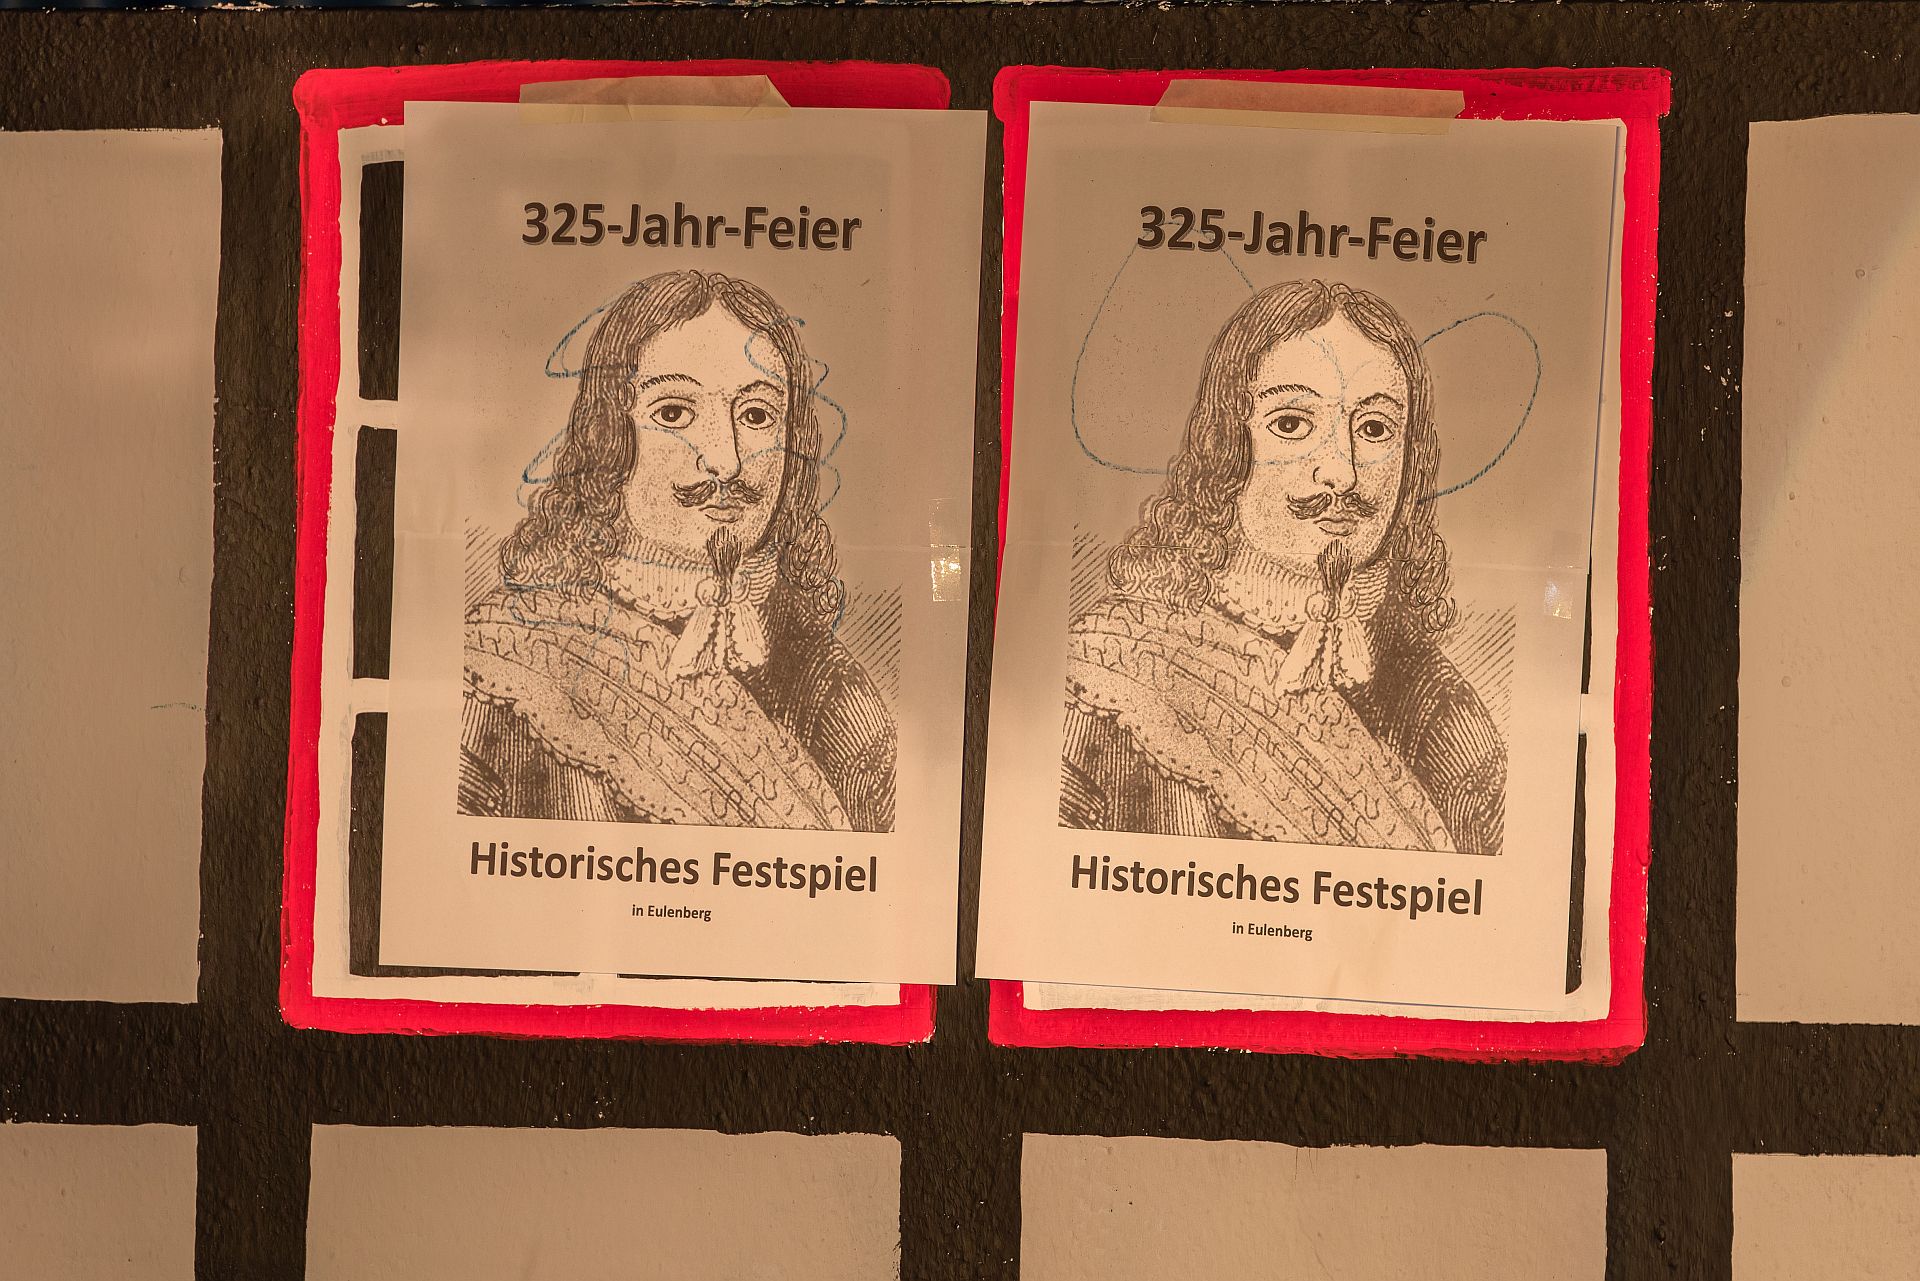 325-Jahr-Feier
Historisches Festspiel
in Eulenberg
325-Jahr-Feier
Historisches Festspiel
in Eulenberg